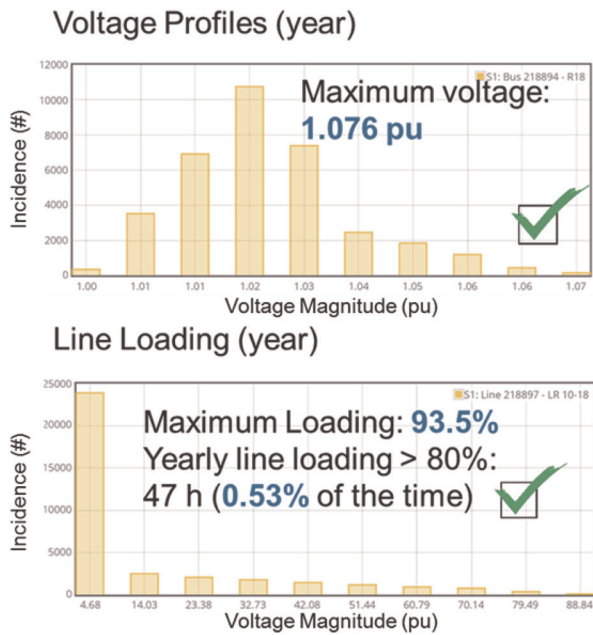 Voltage Profiles (year)
12000
10000
8000
6000
4000
2000
0
Incidence (#)
S1: Bus 218894 - R18
Maximum voltage:
1.076 pu
1.00 1.01 1.01 1.02 1.03 1.04 1.05 1.06 1.06 1.07
Voltage Magnitude (pu)
Line Loading (year)
25000
20000
15000
10000
5000
0
Incidence (#)
S1: Line 218897 - LR 10-18
Maximum Loading: 93.5%
Yearly line loading > 80%:
47 h (0.53% of the time)
4.68 14.03 23.38 32.73 42.08 51.44 60.79 70.14 79.49 88.84
Voltage Magnitude (pu)